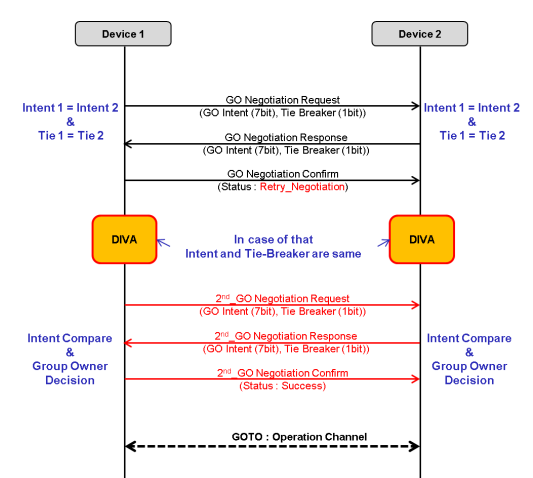 Device 1
Device 2
GO Negotiation Request
(GO Intent (7bit), Tie Breaker (1bit))
Intent 1 = Intent 2
&
Tie 1 = Tie 2
Intent 1 = Intent 2
&
Tie 1 = Tie 2
GO Negotiation Response
(GO Intent (7bit), Tie Breaker (1bit))
GO Negotiation Confirm
(Status : Retry_Negotiation)
DIVA
In case of that
Intent and Tie-Breaker are same
DIVA
2nd_GO Negotiation Request
(GO Intent (7bit), Tie Breaker (1bit))
Intent Compare
&
Group Owner
Decision
2nd_GO Negotiation Response
(GO Intent (7bit), Tie Breaker (1bit))
Intent Compare
&
Group Owner
Decision
2nd_GO Negotiation Confirm
(Status : Success)
GOTO : Operation Channel